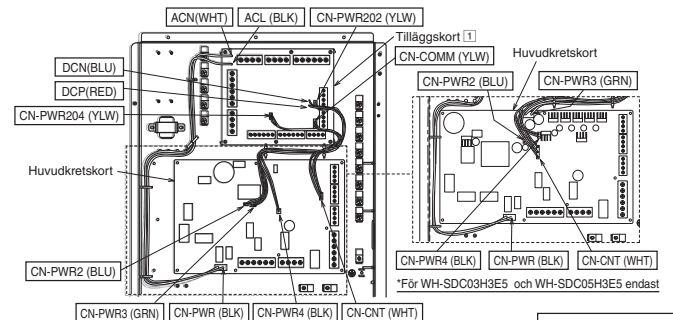 ACN(WHT)
ACL (BLK)
CN-PWR202 (YLW)
Tilläggskort 1
CN-COMM (YLW)
DCN(BLU)
DCP(RED)
CN-PWR204 (YLW)
Huvudkretskort
CN-PWR2 (BLU)
CN-PWR3 (GRN)
CN-PWR (BLK)
CN-PWR4 (BLK)
CN-CNT (WHT)
Huvudkretskort
CN-PWR2 (BLU)
CN-PWR3 (GRN)
CN-PWR4 (BLK)
CN-PWR (BLK)
CN-CNT (WHT)
*För WH-SDC03H3E5 och WH-SDC05H3E5 endast